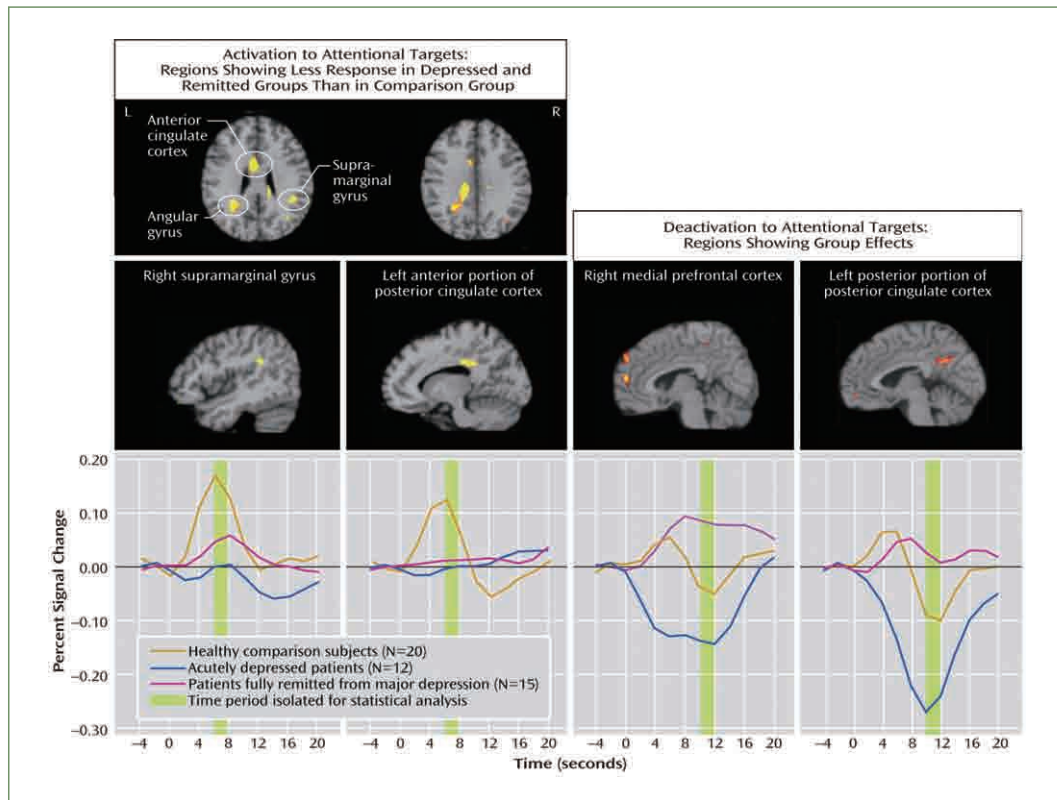 Activation to Attentional Targets:
Regions Showing Less Response in Depressed and
Remitted Groups Than in Comparison Group
L
R
Anterior
cingulate
cortex
Supra-
marginal
gyrus
Angular
gyrus
Deactivation to Attentional Targets:
Regions Showing Group Effects
Right supramarginal gyrus
Left anterior portion of
posterior cingulate cortex
Right medial prefrontal cortex
Left posterior portion of
posterior cingulate cortex
Percent Signal Change
0.20
0.10
0.00
−0.10
−0.20
−0.30
Healthy comparison subjects (N=20)
Acutely depressed patients (N=12)
Patients fully remitted from major depression (N=15)
Time period isolated for statistical analysis
−4 0 4 8 12 16 20
−4 0 4 8 12 16 20
−4 0 4 8 12 16 20
−4 0 4 8 12 16 20
Time (seconds)